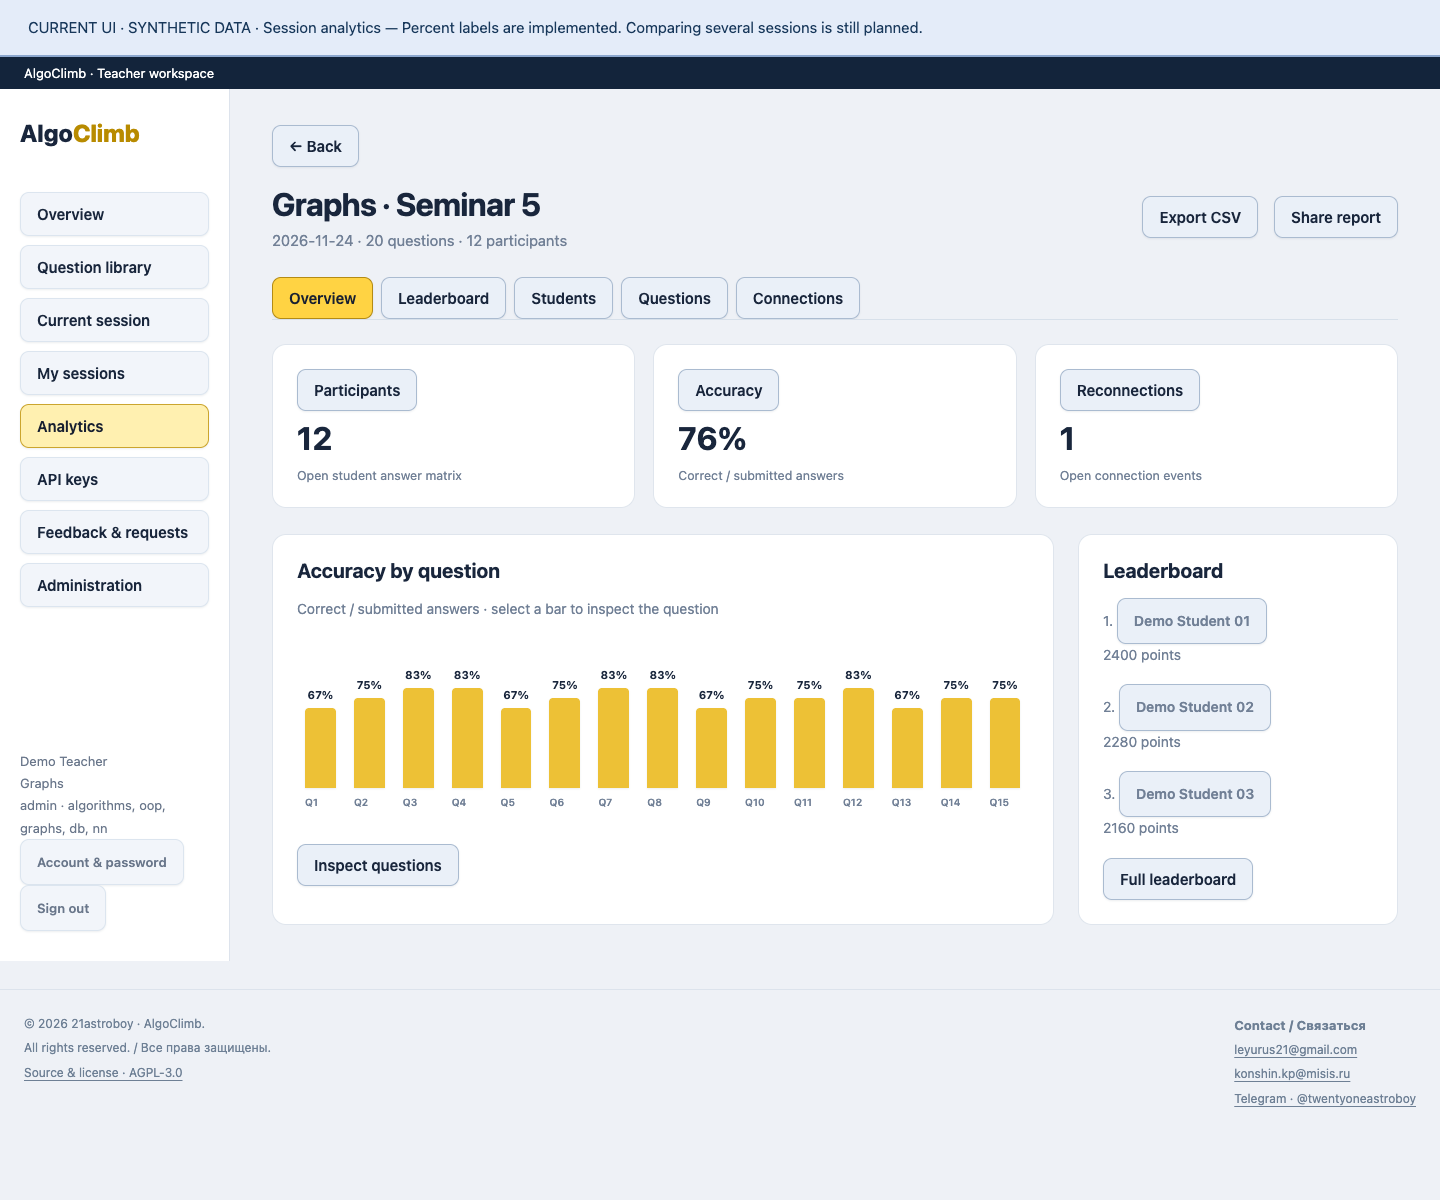 CURRENT UI · SYNTHETIC DATA · Session analytics — Percent labels are implemented. Comparing several sessions is still planned.
AlgoClimb · Teacher workspace
AlgoClimb
Overview
Question library
Current session
My sessions
Analytics
API keys
Feedback & requests
Administration
Demo Teacher
Graphs
admin · algorithms, oop,
graphs, db, nn
Account & password
Sign out
← Back
Graphs · Seminar 5
2026-11-24 · 20 questions · 12 participants
Export CSV
Share report
Overview
Leaderboard
Students
Questions
Connections
Participants
12
Open student answer matrix
Accuracy
76%
Correct / submitted answers
Reconnections
1
Open connection events
Accuracy by question
Correct / submitted answers · select a bar to inspect the question
67% 75% 83% 83% 67% 75% 83% 83% 67% 75% 75% 83% 67% 75% 75%
Q1 Q2 Q3 Q4 Q5 Q6 Q7 Q8 Q9 Q10 Q11 Q12 Q13 Q14 Q15
Inspect questions
Leaderboard
1. Demo Student 01
2400 points
2. Demo Student 02
2280 points
3. Demo Student 03
2160 points
Full leaderboard
© 2026 21astroboy · AlgoClimb.
All rights reserved. / Все права защищены.
Source & license · AGPL-3.0
Contact / Связаться
leyurus21@gmail.com
konshin.kp@misis.ru
Telegram · @twentyoneastroboy